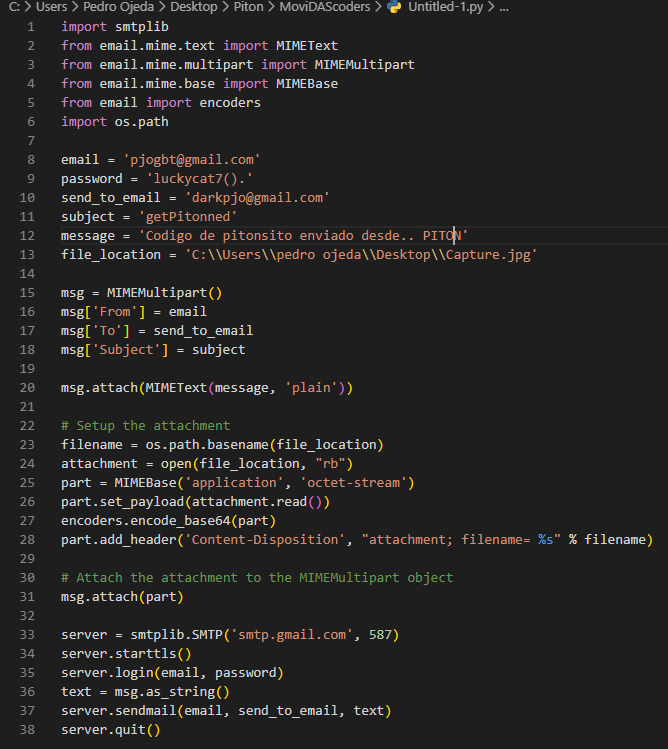 C: > Users > Pedro Ojeda > Desktop > Piton > MoviDAScoders > Untitled-1.py > ...
1 import smtplib
2 from email.mime.text import MIMEText
3 from email.mime.multipart import MIMEMultipart
4 from email.mime.base import MIMEBase
5 from email import encoders
6 import os.path
7
8 email = 'pjogbt@gmail.com'
9 password = 'luckycat7().'
10 send_to_email = 'darkpjo@gmail.com'
11 subject = 'getPitonned'
12 message = 'Codigo de pitonsito enviado desde.. PITON'
13 file_location = 'C:\\Users\\pedro ojeda\\Desktop\\Capture.jpg'
14
15 msg = MIMEMultipart()
16 msg['From'] = email
17 msg['To'] = send_to_email
18 msg['Subject'] = subject
19
20 msg.attach(MIMEText(message, 'plain'))
21
22 # Setup the attachment
23 filename = os.path.basename(file_location)
24 attachment = open(file_location, "rb")
25 part = MIMEBase('application', 'octet-stream')
26 part.set_payload(attachment.read())
27 encoders.encode_base64(part)
28 part.add_header('Content-Disposition', "attachment; filename= %s" % filename)
29
30 # Attach the attachment to the MIMEMultipart object
31 msg.attach(part)
32
33 server = smtplib.SMTP('smtp.gmail.com', 587)
34 server.starttls()
35 server.login(email, password)
36 text = msg.as_string()
37 server.sendmail(email, send_to_email, text)
38 server.quit()